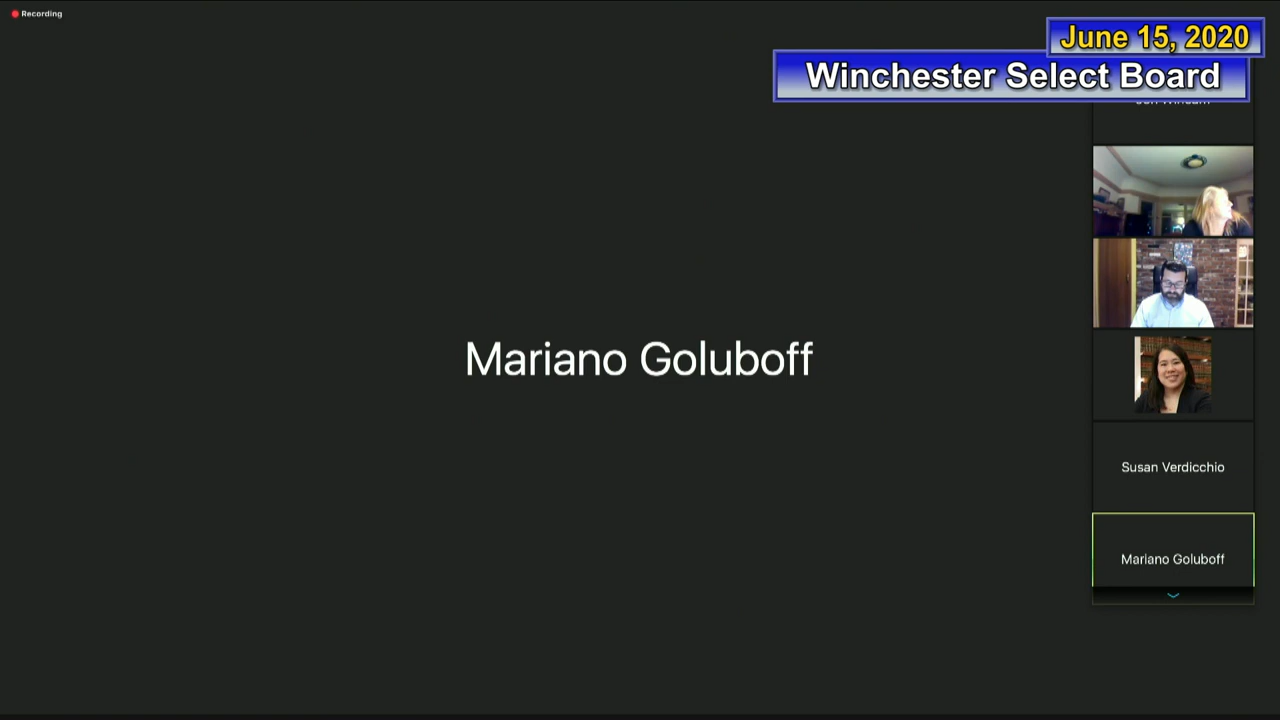 Recording
June 15, 2020
Winchester Select Board
Mariano Goluboff
Susan Verdicchio
Mariano Goluboff